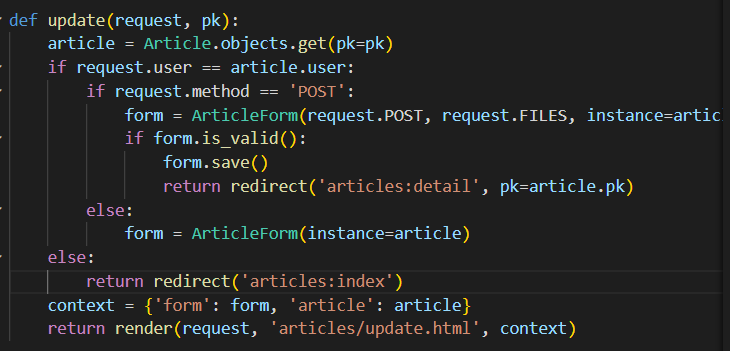 def update(request, pk):
    article = Article.objects.get(pk=pk)
    if request.user == article.user:
        if request.method == 'POST':
            form = ArticleForm(request.POST, request.FILES, instance=artic
            if form.is_valid():
                form.save()
                return redirect('articles:detail', pk=article.pk)
        else:
            form = ArticleForm(instance=article)
    else:
        return redirect('articles:index')
    context = {'form': form, 'article': article}
    return render(request, 'articles/update.html', context)